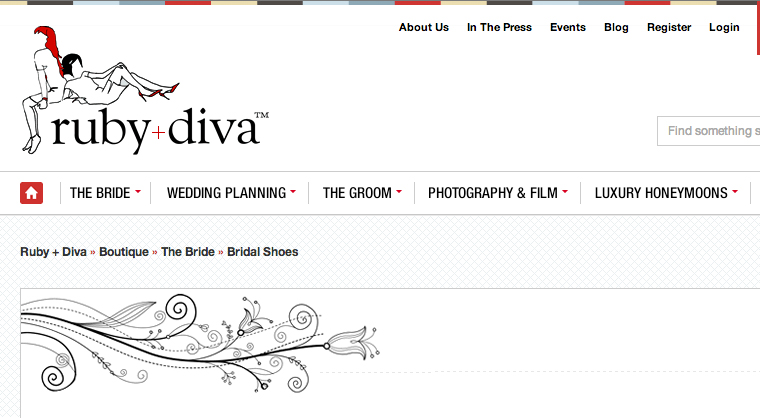 About Us In The Press Events Blog Register Login
ruby+diva™
Find something
THE BRIDE WEDDING PLANNING THE GROOM PHOTOGRAPHY & FILM LUXURY HONEYMOONS
Ruby + Diva » Boutique » The Bride » Bridal Shoes